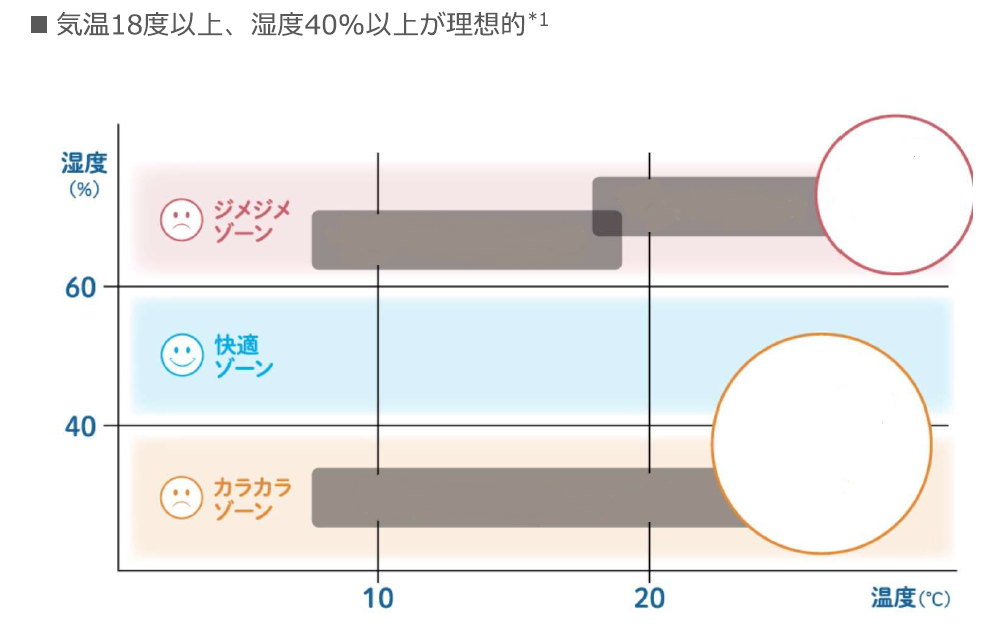 ■ 気温18度以上、湿度40%以上が理想的*1
湿度
(%)
ジメジメ
ゾーン
60
快適
ゾーン
40
カラカラ
ゾーン
10
20
温度(℃)